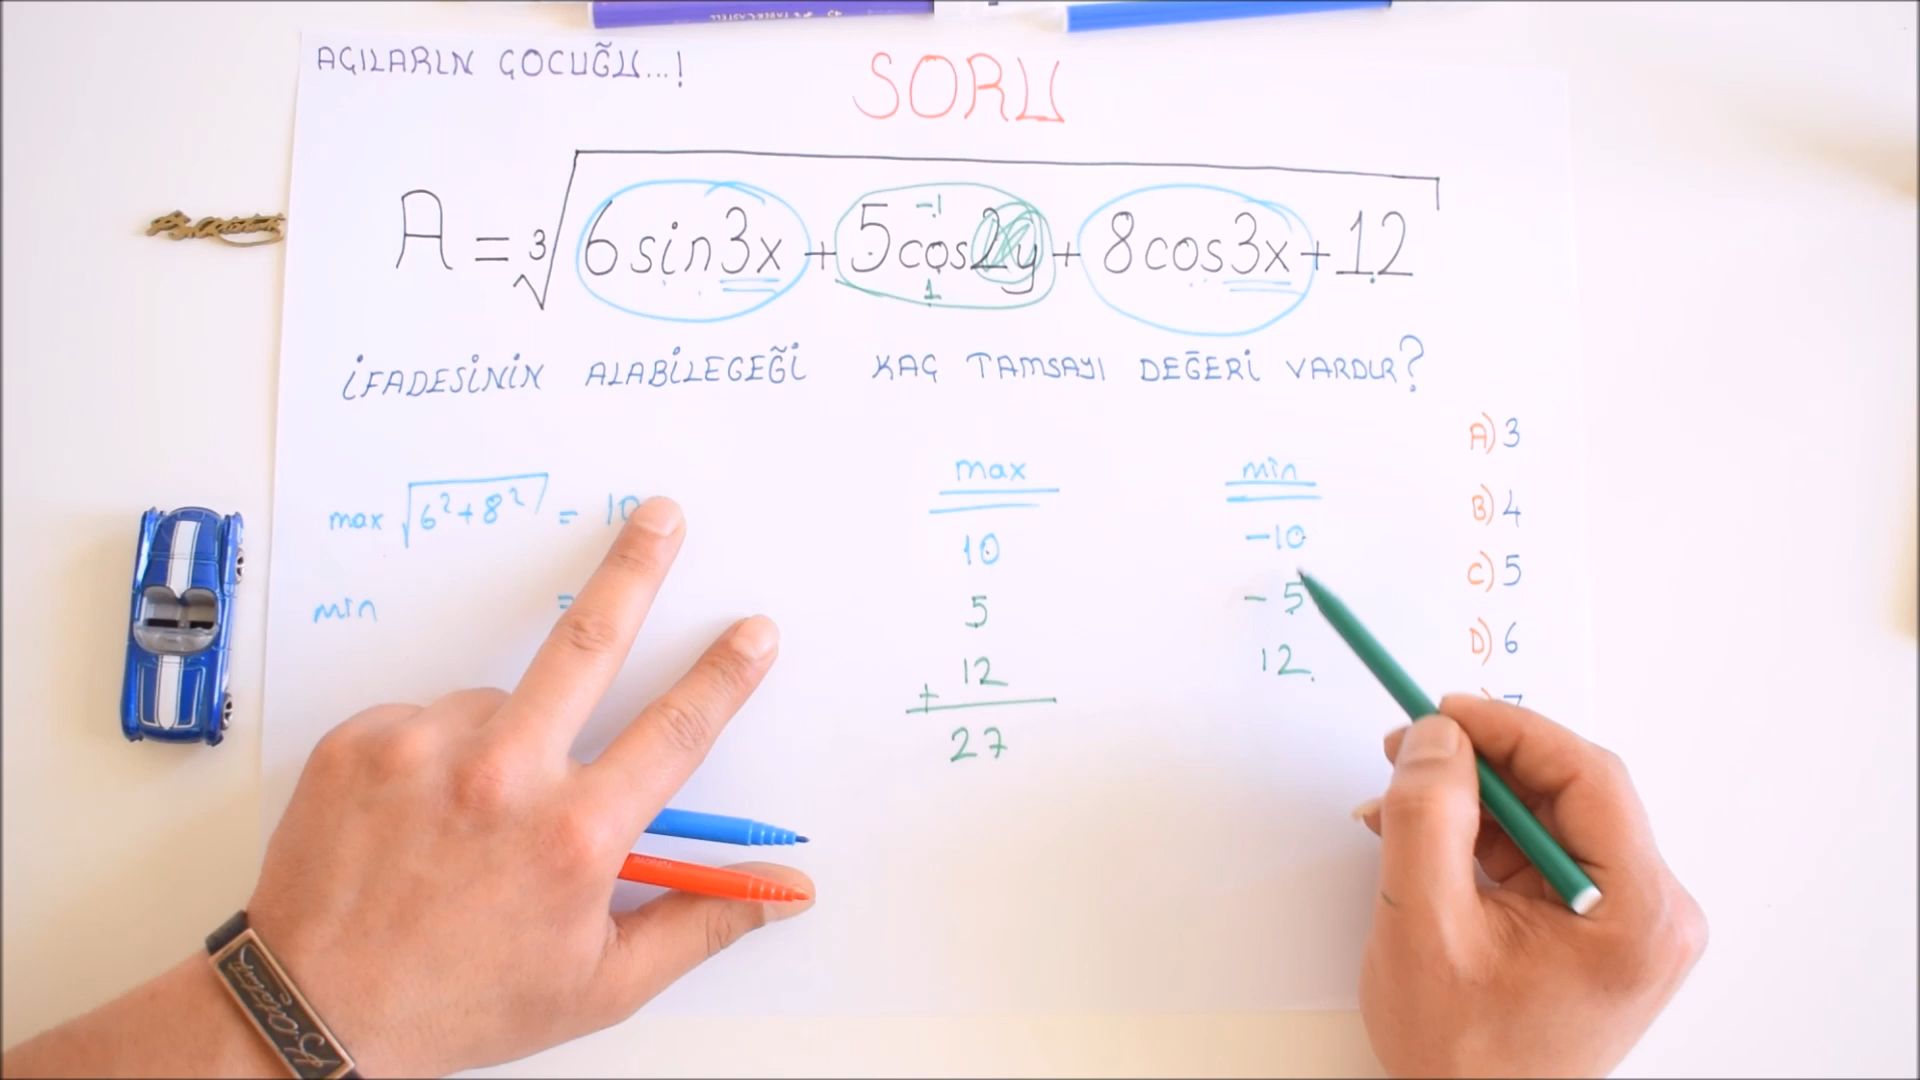 AÇILARIN ÇOCUĞU...!
SORU
A = ∛(6sin3x + 5cos2y + 8cos3x + 12)
-1
1
İFADESİNİN ALABİLECEĞİ KAÇ TAMSAYI DEĞERİ VARDIR?
A) 3
B) 4
C) 5
D) 6
max √(6² + 8²) = 10
min =
max
10
5
+ 12
27
min
-10
- 5
12